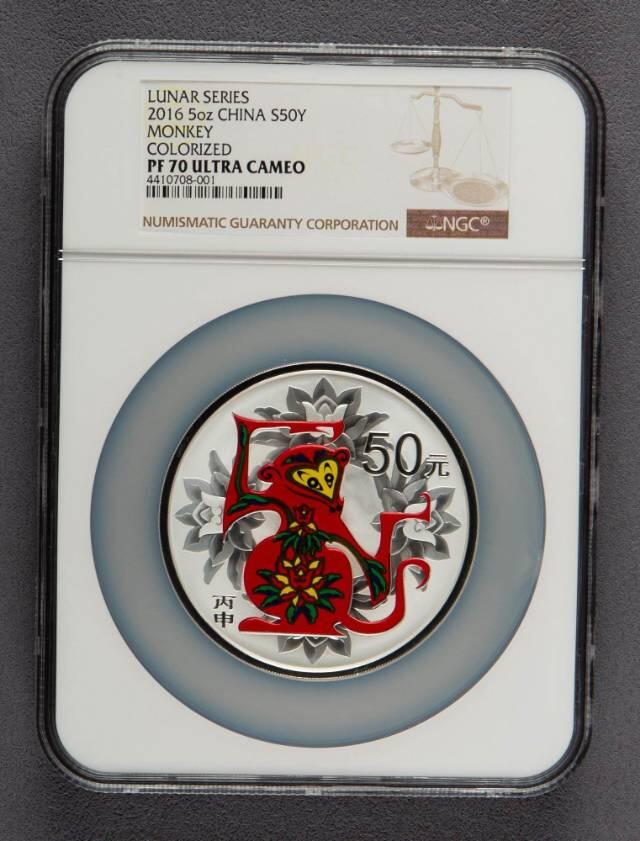 LUNAR SERIES
2016 5oz CHINA S50Y
MONKEY
COLORIZED
PF 70 ULTRA CAMEO
4410708-001
NUMISMATIC GUARANTY CORPORATION
NGC®
50元
丙申